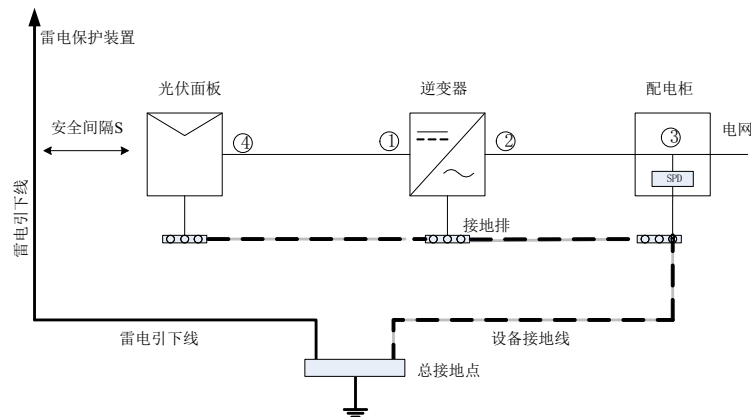 雷电保护装置
光伏面板
逆变器
配电柜
安全间隔S
④
①
②
③
电网
SPD
雷电引下线
接地排
雷电引下线
设备接地线
总接地点